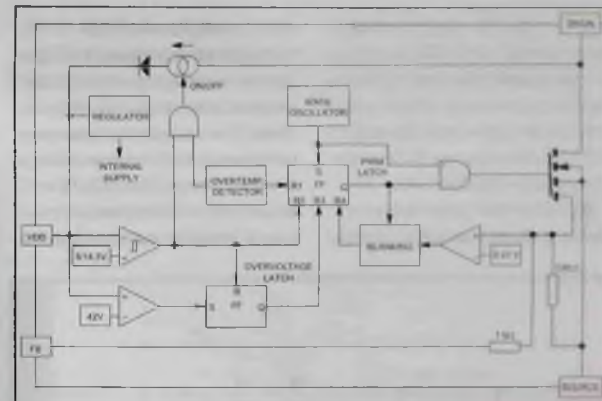 DRAIN
ON/OFF
REGULATOR
INTERNAL
SUPPLY
OSCILLATOR
PWM
LATCH
OVERTEMP.
DETECTOR
S
FF
R1
R2 R3 R4
Q
VDD
BLANKING
OVERVOLTAGE
LATCH
R
FF
S
Q
42V
FB
SOURCE